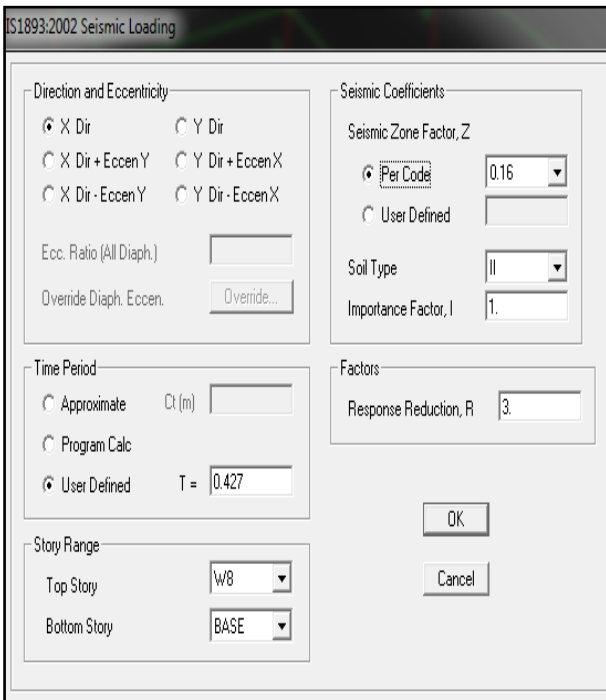 IS1893:2002 Seismic Loading
Direction and Eccentricity
X Dir
Y Dir
X Dir + Eccen Y
Y Dir + Eccen X
X Dir - Eccen Y
Y Dir - Eccen X
Ecc. Ratio (All Diaph.)
Override Diaph. Eccen.
Override...
Time Period
Approximate
Ct (m)
Program Calc
User Defined
T =
0.427
Story Range
Top Story
W8
Bottom Story
BASE
Seismic Coefficients
Seismic Zone Factor, Z
Per Code
0.16
User Defined
Soil Type
II
Importance Factor, I
1.
Factors
Response Reduction, R
3.
OK
Cancel